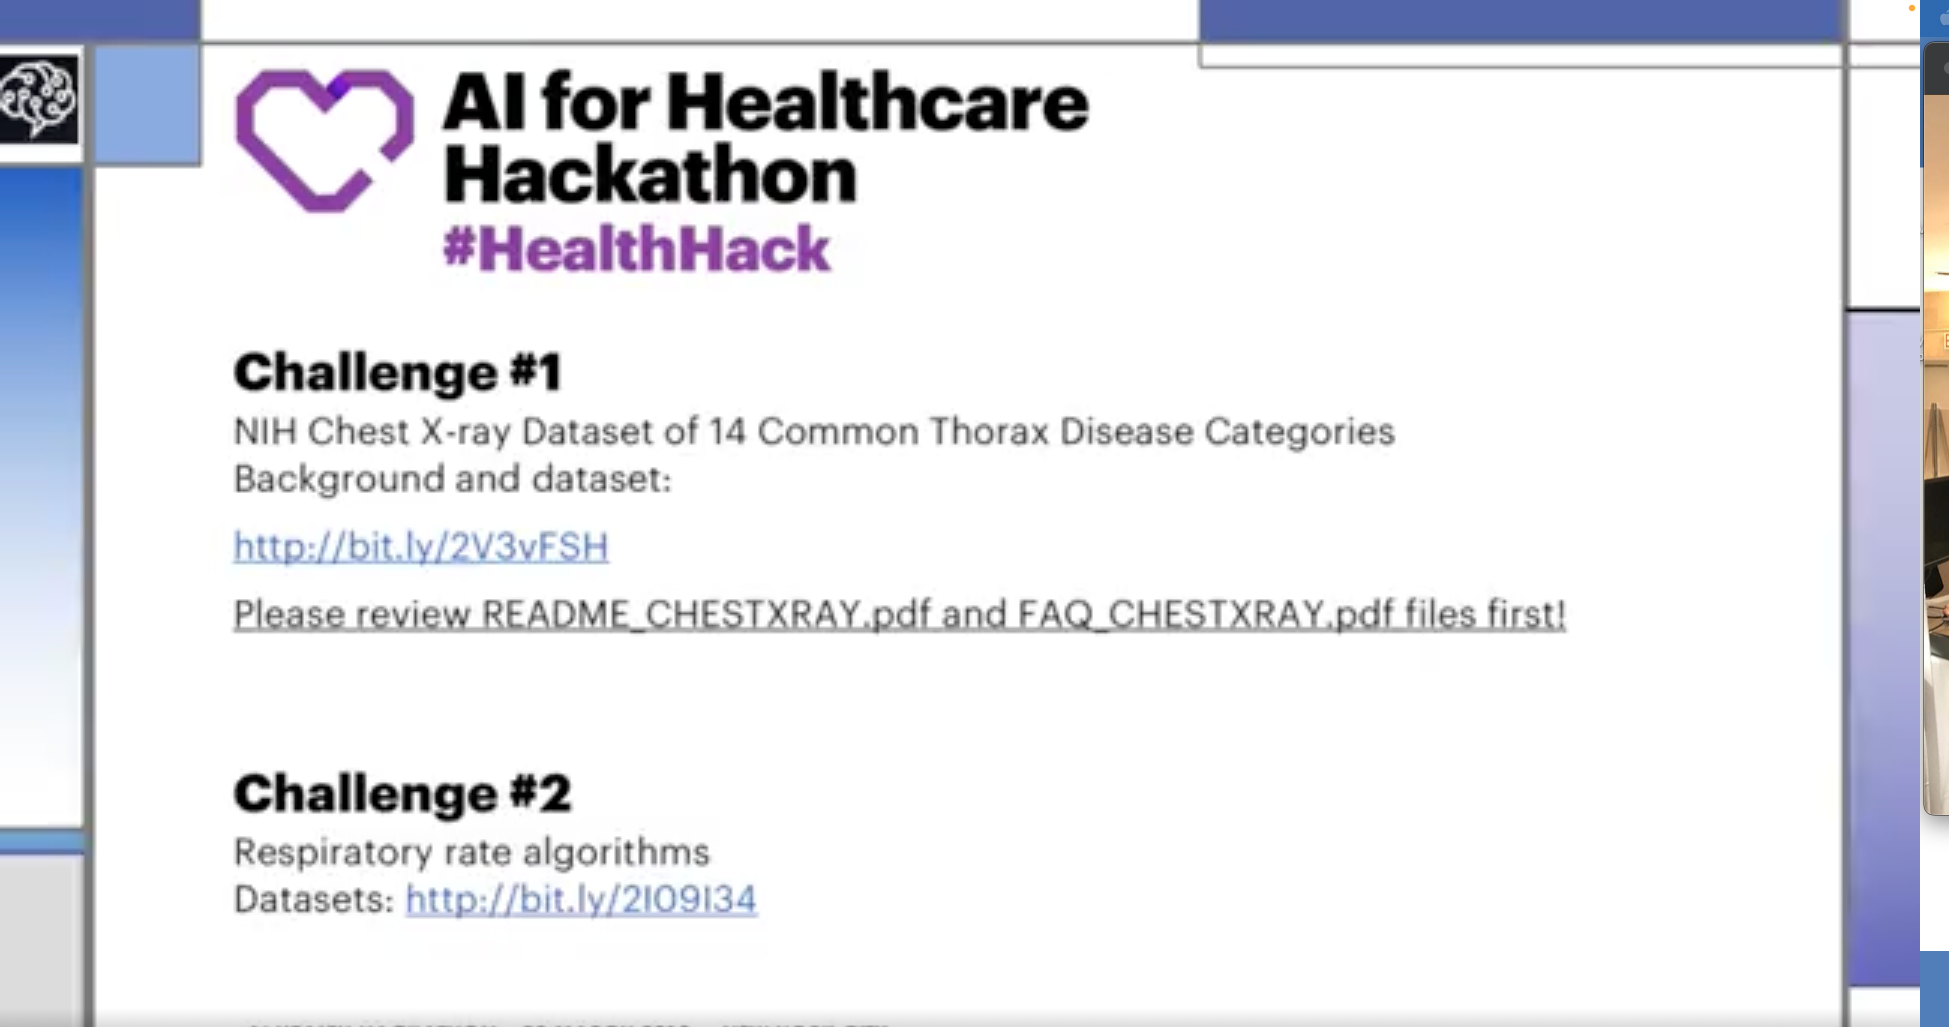 AI for Healthcare
Hackathon
#HealthHack
Challenge #1
NIH Chest X-ray Dataset of 14 Common Thorax Disease Categories
Background and dataset:
http://bit.ly/2V3vFSH
Please review README_CHESTXRAY.pdf and FAQ_CHESTXRAY.pdf files first!
Challenge #2
Respiratory rate algorithms
Datasets: http://bit.ly/2IO9I34